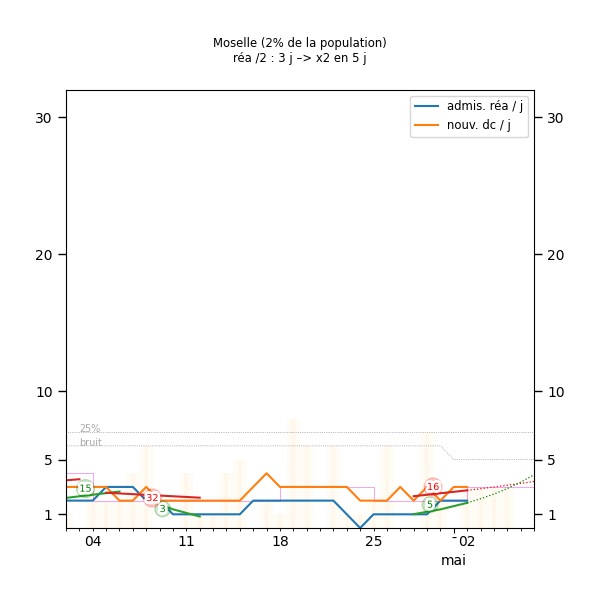 Moselle (2% de la population)
réa /2 : 3 j –> x2 en 5 j
admis. réa / j
nouv. dc / j
30 30
20 20
10 10
25%
bruit
5 5
15 32 3 16 5
1 1
04 11 18 25 - 02
mai